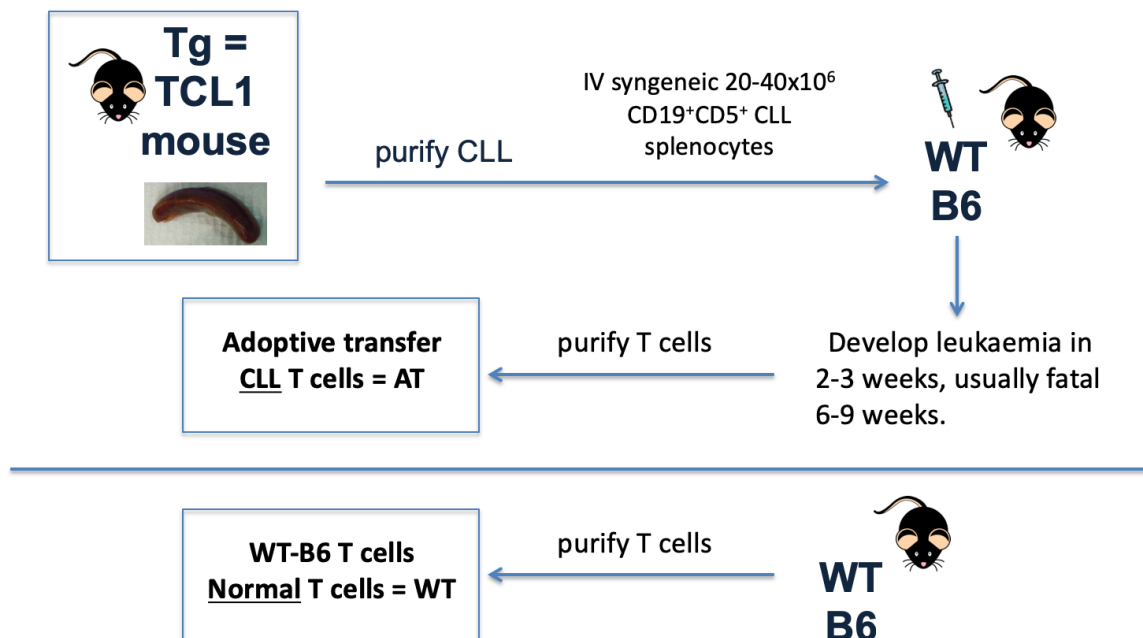 Tg =
TCL1
mouse
purify CLL
IV syngeneic 20-40x10⁶
CD19⁺CD5⁺ CLL
splenocytes
WT
B6
Adoptive transfer
CLL T cells = AT
purify T cells
Develop leukaemia in
2-3 weeks, usually fatal
6-9 weeks.
WT-B6 T cells
Normal T cells = WT
purify T cells
WT
B6